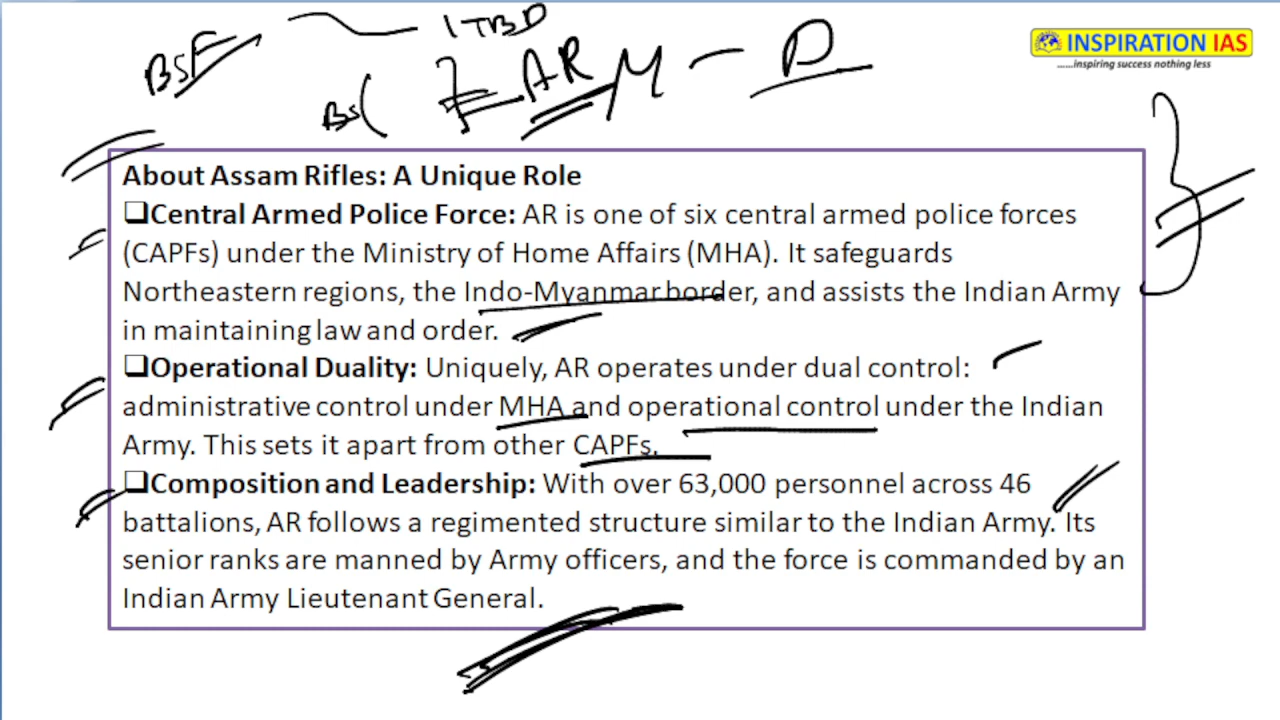 ITBP
BSF
AR M - D
BS
INSPIRATION IAS
......inspiring success nothing less
About Assam Rifles: A Unique Role
❑Central Armed Police Force: AR is one of six central armed police forces
(CAPFs) under the Ministry of Home Affairs (MHA). It safeguards
Northeastern regions, the Indo-Myanmar border, and assists the Indian Army
in maintaining law and order.
❑Operational Duality: Uniquely, AR operates under dual control:
administrative control under MHA and operational control under the Indian
Army. This sets it apart from other CAPFs.
❑Composition and Leadership: With over 63,000 personnel across 46
battalions, AR follows a regimented structure similar to the Indian Army. Its
senior ranks are manned by Army officers, and the force is commanded by an
Indian Army Lieutenant General.